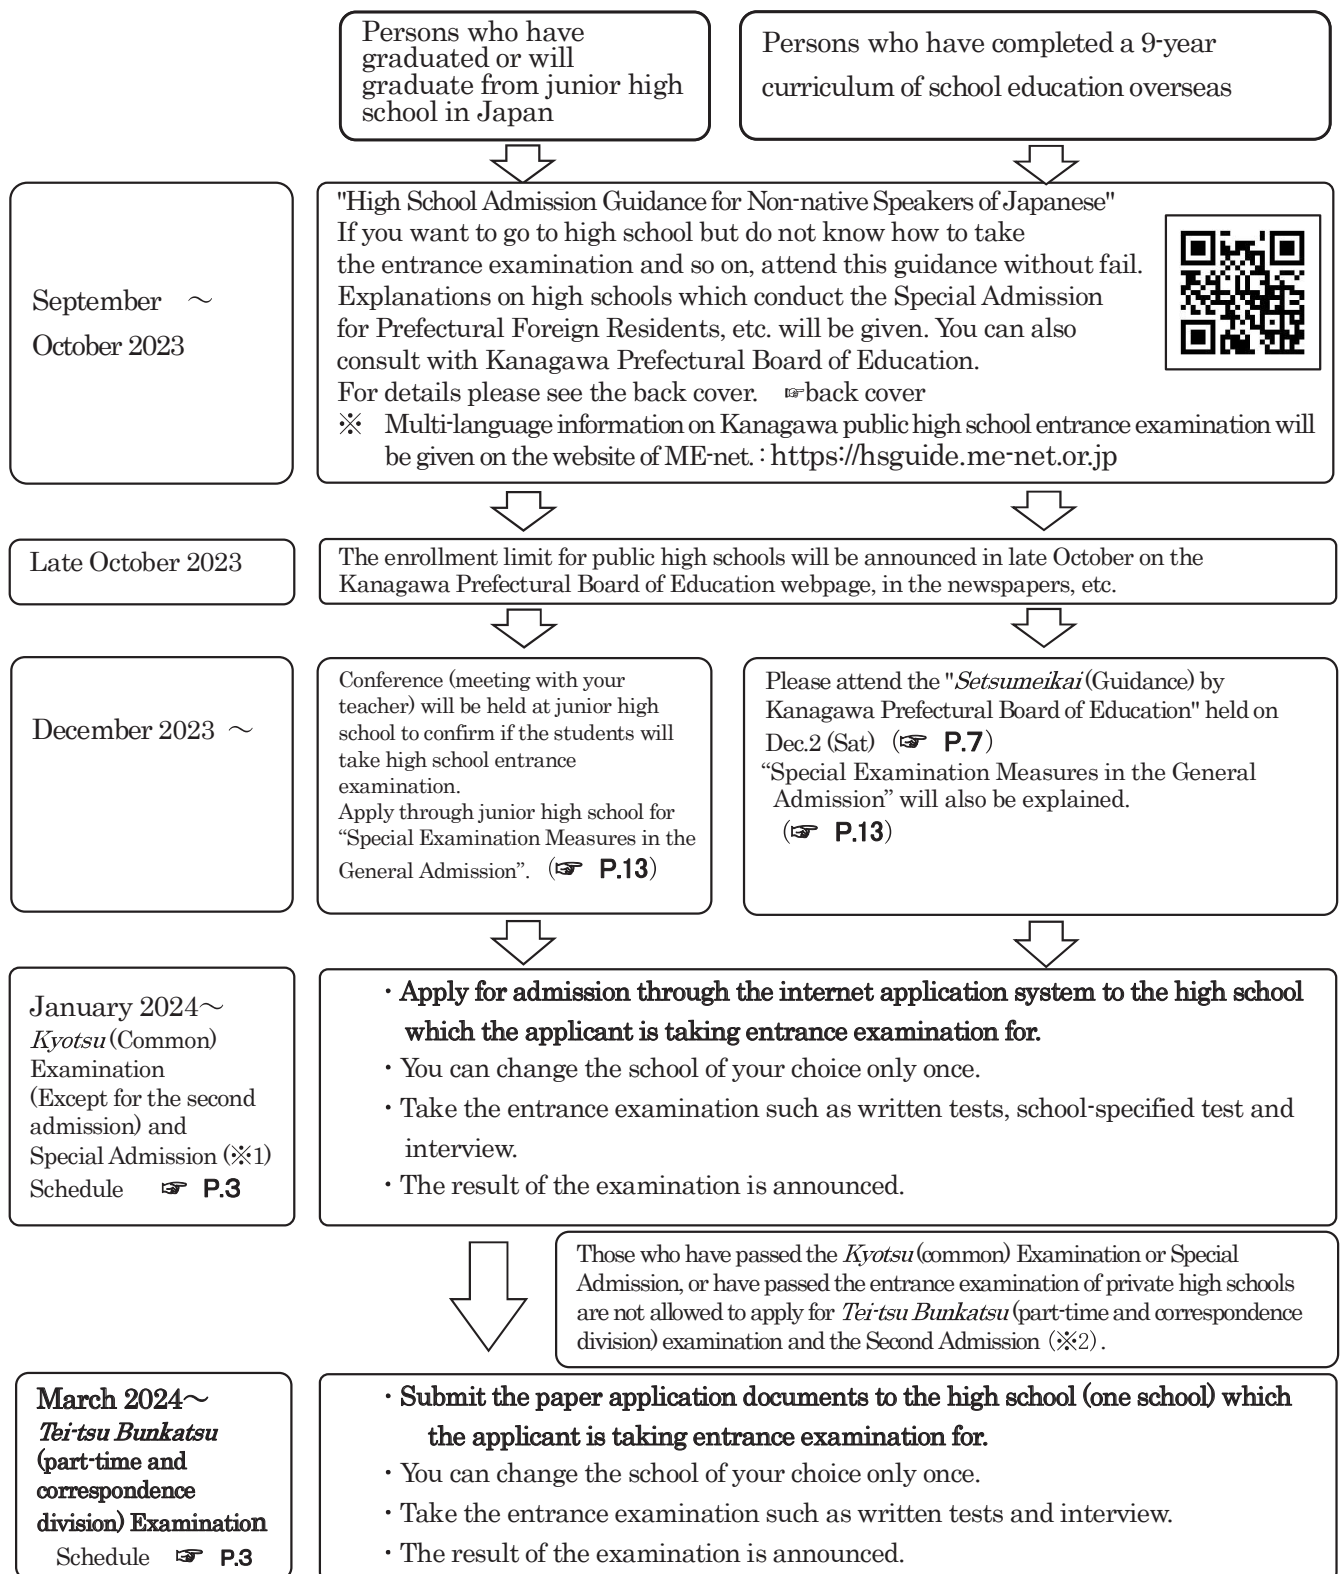 Persons who have
graduated or will
graduate from junior high
school in Japan
Persons who have completed a 9-year
curriculum of school education overseas
September ～
October 2023
"High School Admission Guidance for Non-native Speakers of Japanese"
If you want to go to high school but do not know how to take
the entrance examination and so on, attend this guidance without fail.
Explanations on high schools which conduct the Special Admission
for Prefectural Foreign Residents, etc. will be given. You can also
consult with Kanagawa Prefectural Board of Education.
For details please see the back cover. ☞back cover
※ Multi-language information on Kanagawa public high school entrance examination will
be given on the website of ME-net. : https://hsguide.me-net.or.jp
Late October 2023
The enrollment limit for public high schools will be announced in late October on the
Kanagawa Prefectural Board of Education webpage, in the newspapers, etc.
December 2023 ～
Conference (meeting with your
teacher) will be held at junior high
school to confirm if the students will
take high school entrance
examination.
Apply through junior high school for
“Special Examination Measures in the
General Admission”. (☞ P.13)
Please attend the "Setsumeikai (Guidance) by
Kanagawa Prefectural Board of Education" held on
Dec.2 (Sat) (☞ P.7)
“Special Examination Measures in the General
Admission” will also be explained.
(☞ P.13)
January 2024～
Kyotsu (Common)
Examination
(Except for the second
admission) and
Special Admission (※1)
Schedule ☞ P.3
・Apply for admission through the internet application system to the high school
which the applicant is taking entrance examination for.
・You can change the school of your choice only once.
・Take the entrance examination such as written tests, school-specified test and
interview.
・The result of the examination is announced.
Those who have passed the Kyotsu (common) Examination or Special
Admission, or have passed the entrance examination of private high schools
are not allowed to apply for Tei-tsu Bunkatsu (part-time and correspondence
division) examination and the Second Admission (※2).
March 2024～
Tei-tsu Bunkatsu
(part-time and
correspondence
division) Examination
Schedule ☞ P.3
・Submit the paper application documents to the high school (one school) which
the applicant is taking entrance examination for.
・You can change the school of your choice only once.
・Take the entrance examination such as written tests and interview.
・The result of the examination is announced.